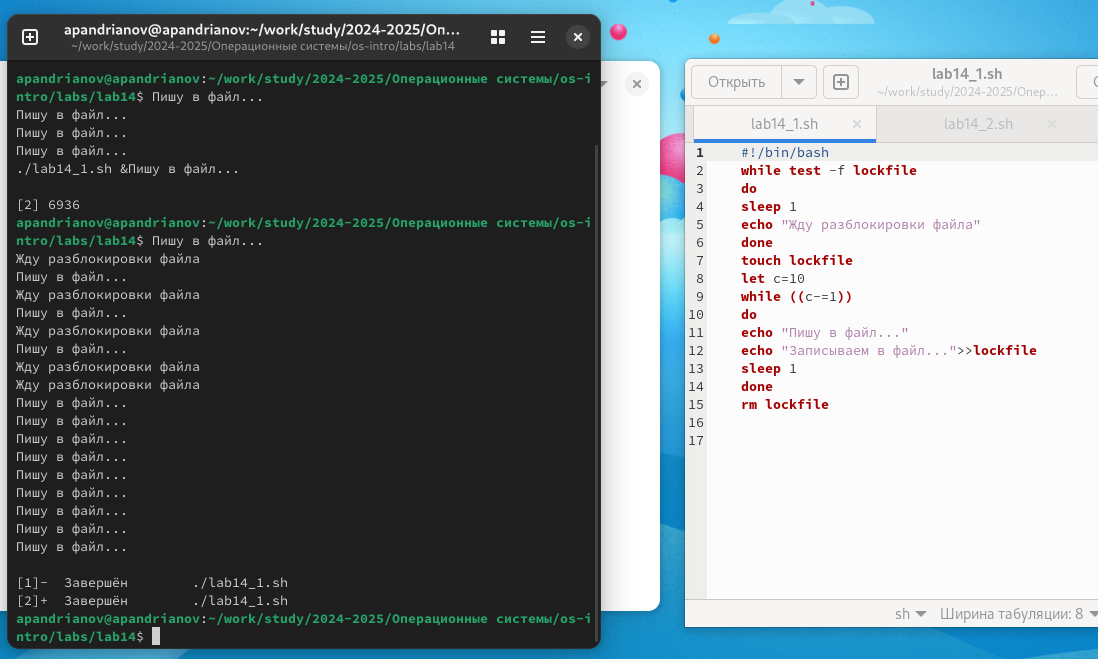 apandrianov@apandrianov:~/work/study/2024-2025/Оп...
~/work/study/2024-2025/Операционные системы/os-intro/labs/lab14
apandrianov@apandrianov:~/work/study/2024-2025/Операционные системы/os-i
ntro/labs/lab14$ Пишу в файл...
Пишу в файл...
Пишу в файл...
Пишу в файл...
./lab14_1.sh &Пишу в файл...
[2] 6936
apandrianov@apandrianov:~/work/study/2024-2025/Операционные системы/os-i
ntro/labs/lab14$ Пишу в файл...
Жду разблокировки файла
Пишу в файл...
Жду разблокировки файла
Пишу в файл...
Жду разблокировки файла
Пишу в файл...
Жду разблокировки файла
Жду разблокировки файла
Пишу в файл...
Пишу в файл...
Пишу в файл...
Пишу в файл...
Пишу в файл...
Пишу в файл...
Пишу в файл...
Пишу в файл...
Пишу в файл...
[1]-  Завершён        ./lab14_1.sh
[2]+  Завершён        ./lab14_1.sh
apandrianov@apandrianov:~/work/study/2024-2025/Операционные системы/os-i
ntro/labs/lab14$
Открыть
lab14_1.sh
~/work/study/2024-2025/Опер...
lab14_1.sh
lab14_2.sh
1 #!/bin/bash
2 while test -f lockfile
3 do
4 sleep 1
5 echo "Жду разблокировки файла"
6 done
7 touch lockfile
8 let c=10
9 while ((c-=1))
10 do
11 echo "Пишу в файл..."
12 echo "Записываем в файл...">>lockfile
13 sleep 1
14 done
15 rm lockfile
16
17
sh
Ширина табуляции: 8